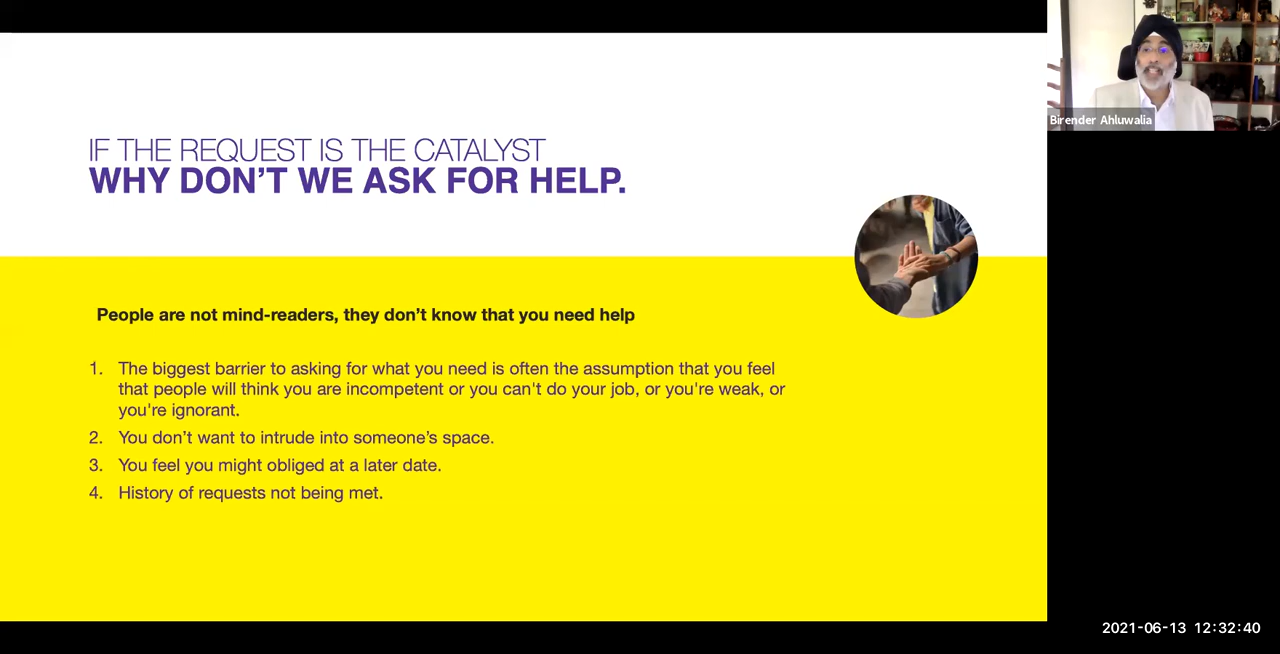 IF THE REQUEST IS THE CATALYST
WHY DON'T WE ASK FOR HELP.
Birender Ahluwalia
People are not mind-readers, they don't know that you need help
1. The biggest barrier to asking for what you need is often the assumption that you feel
that people will think you are incompetent or you can't do your job, or you're weak, or
you're ignorant.
2. You don't want to intrude into someone's space.
3. You feel you might obliged at a later date.
4. History of requests not being met.
2021-06-13 12:32:40